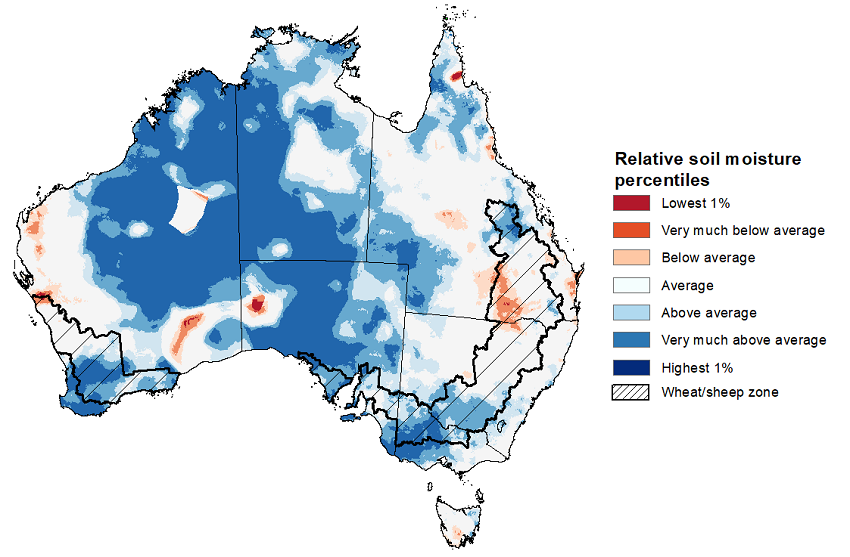 Relative soil moisture
percentiles
Lowest 1%
Very much below average
Below average
Average
Above average
Very much above average
Highest 1%
Wheat/sheep zone